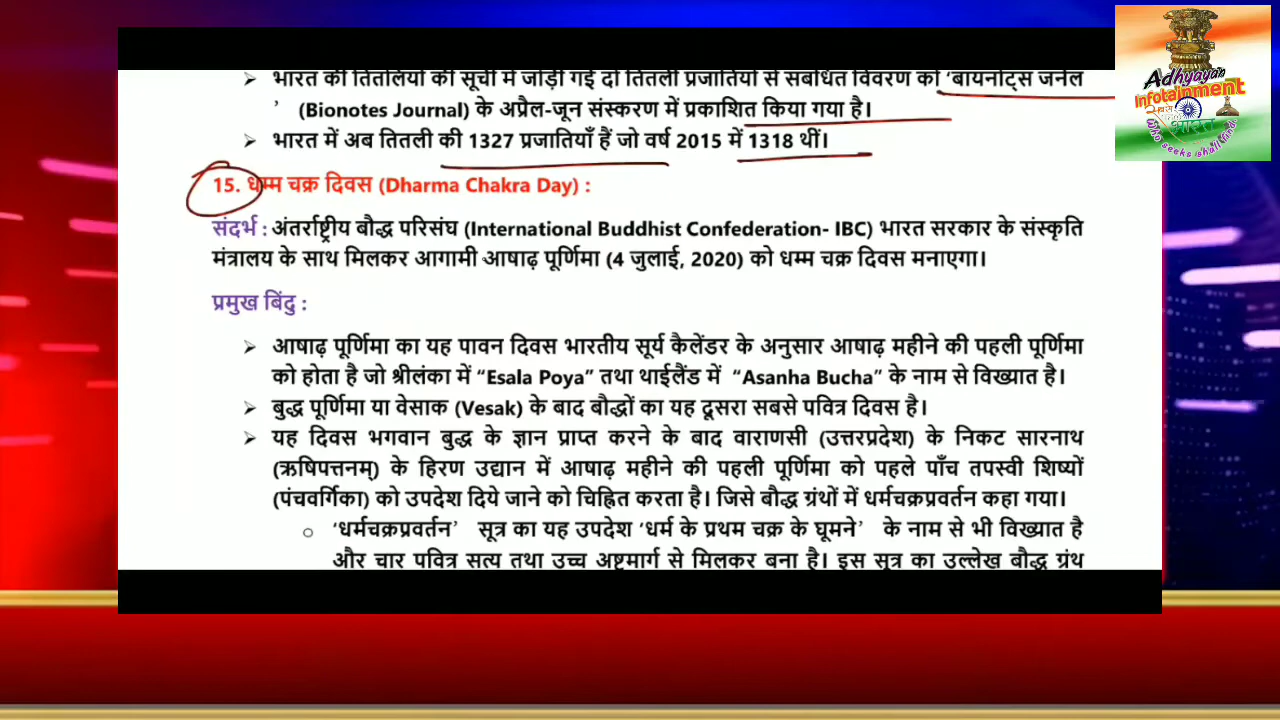 भारत की तितलियों की सूची में जोड़ी गई दो तितली प्रजातियों से संबंधित विवरण को ‘बायनोट्स जर्नल
’ (Bionotes Journal) के अप्रैल-जून संस्करण में प्रकाशित किया गया है।
भारत में अब तितली की 1327 प्रजातियाँ हैं जो वर्ष 2015 में 1318 थीं।
15. धम्म चक्र दिवस (Dharma Chakra Day) :
संदर्भ : अंतर्राष्ट्रीय बौद्ध परिसंघ (International Buddhist Confederation- IBC) भारत सरकार के संस्कृति
मंत्रालय के साथ मिलकर आगामी आषाढ़ पूर्णिमा (4 जुलाई, 2020) को धम्म चक्र दिवस मनाएगा।
प्रमुख बिंदु :
आषाढ़ पूर्णिमा का यह पावन दिवस भारतीय सूर्य कैलेंडर के अनुसार आषाढ़ महीने की पहली पूर्णिमा
को होता है जो श्रीलंका में “Esala Poya” तथा थाईलैंड में “Asanha Bucha” के नाम से विख्यात है।
बुद्ध पूर्णिमा या वेसाक (Vesak) के बाद बौद्धों का यह दूसरा सबसे पवित्र दिवस है।
यह दिवस भगवान बुद्ध के ज्ञान प्राप्त करने के बाद वाराणसी (उत्तरप्रदेश) के निकट सारनाथ
(ऋषिपत्तनम्) के हिरण उद्यान में आषाढ़ महीने की पहली पूर्णिमा को पहले पाँच तपस्वी शिष्यों
(पंचवर्गिका) को उपदेश दिये जाने को चिह्नित करता है। जिसे बौद्ध ग्रंथों में धर्मचक्रप्रवर्तन कहा गया।
‘धर्मचक्रप्रवर्तन’ सूत्र का यह उपदेश ‘धर्म के प्रथम चक्र के घूमने’ के नाम से भी विख्यात है
और चार पवित्र सत्य तथा उच्च अष्टमार्ग से मिलकर बना है। इस सूत्र का उल्लेख बौद्ध ग्रंथ
Adhyayan
infotainment
भारत
Who seeks shall find